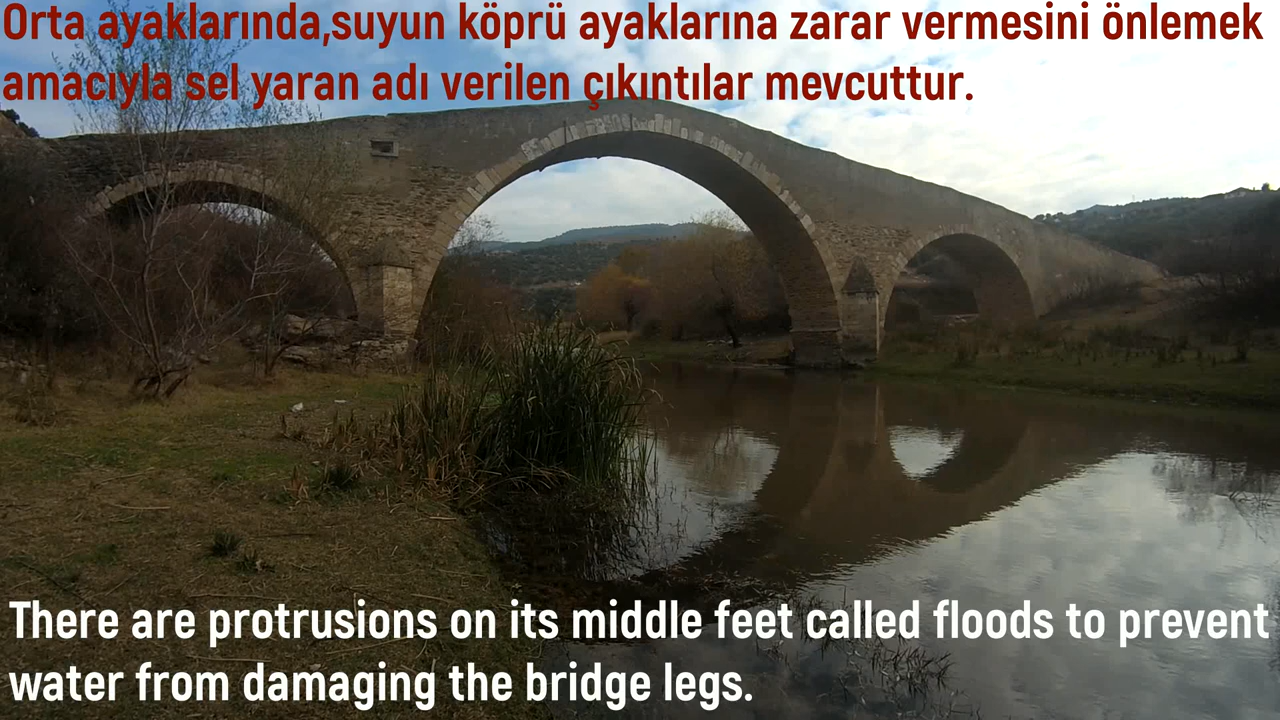 Orta ayaklarında,suyun köprü ayaklarına zarar vermesini önlemek
amacıyla sel yaran adı verilen çıkıntılar mevcuttur.
There are protrusions on its middle feet called floods to prevent
water from damaging the bridge legs.